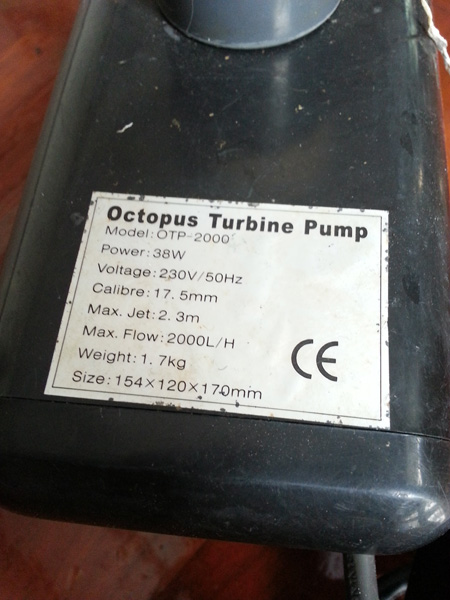 Octopus Turbine Pump
Model: OTP-2000
Power: 38W
Voltage: 230V/50Hz
Calibre: 17.5mm
Max. Jet: 2.3m
Max. Flow: 2000L/H
Weight: 1.7kg
Size: 154×120×170mm
CE